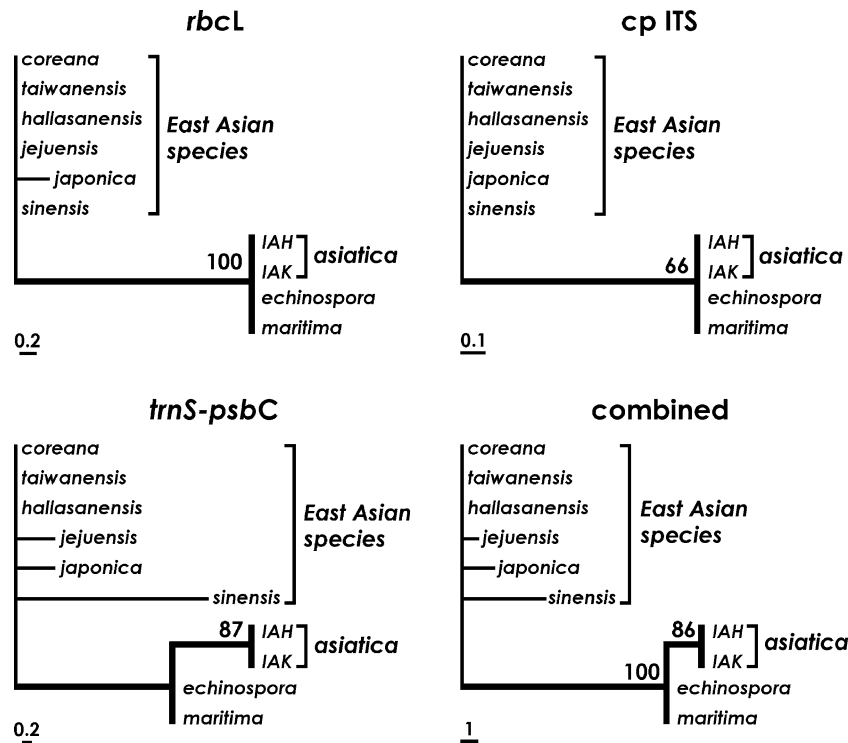 rbcL
coreana
taiwanensis
hallasanensis
jejuensis
japonica
sinensis
East Asian
species
100
IAH
IAK
asiatica
echinospora
maritima
0.2
cp ITS
coreana
taiwanensis
hallasanensis
jejuensis
japonica
sinensis
East Asian
species
66
IAH
IAK
asiatica
echinospora
maritima
0.1
trnS-psbC
coreana
taiwanensis
hallasanensis
jejuensis
japonica
sinensis
East Asian
species
87
IAH
IAK
asiatica
echinospora
maritima
0.2
combined
coreana
taiwanensis
hallasanensis
jejuensis
japonica
sinensis
East Asian
species
86
IAH
IAK
asiatica
100
echinospora
maritima
1